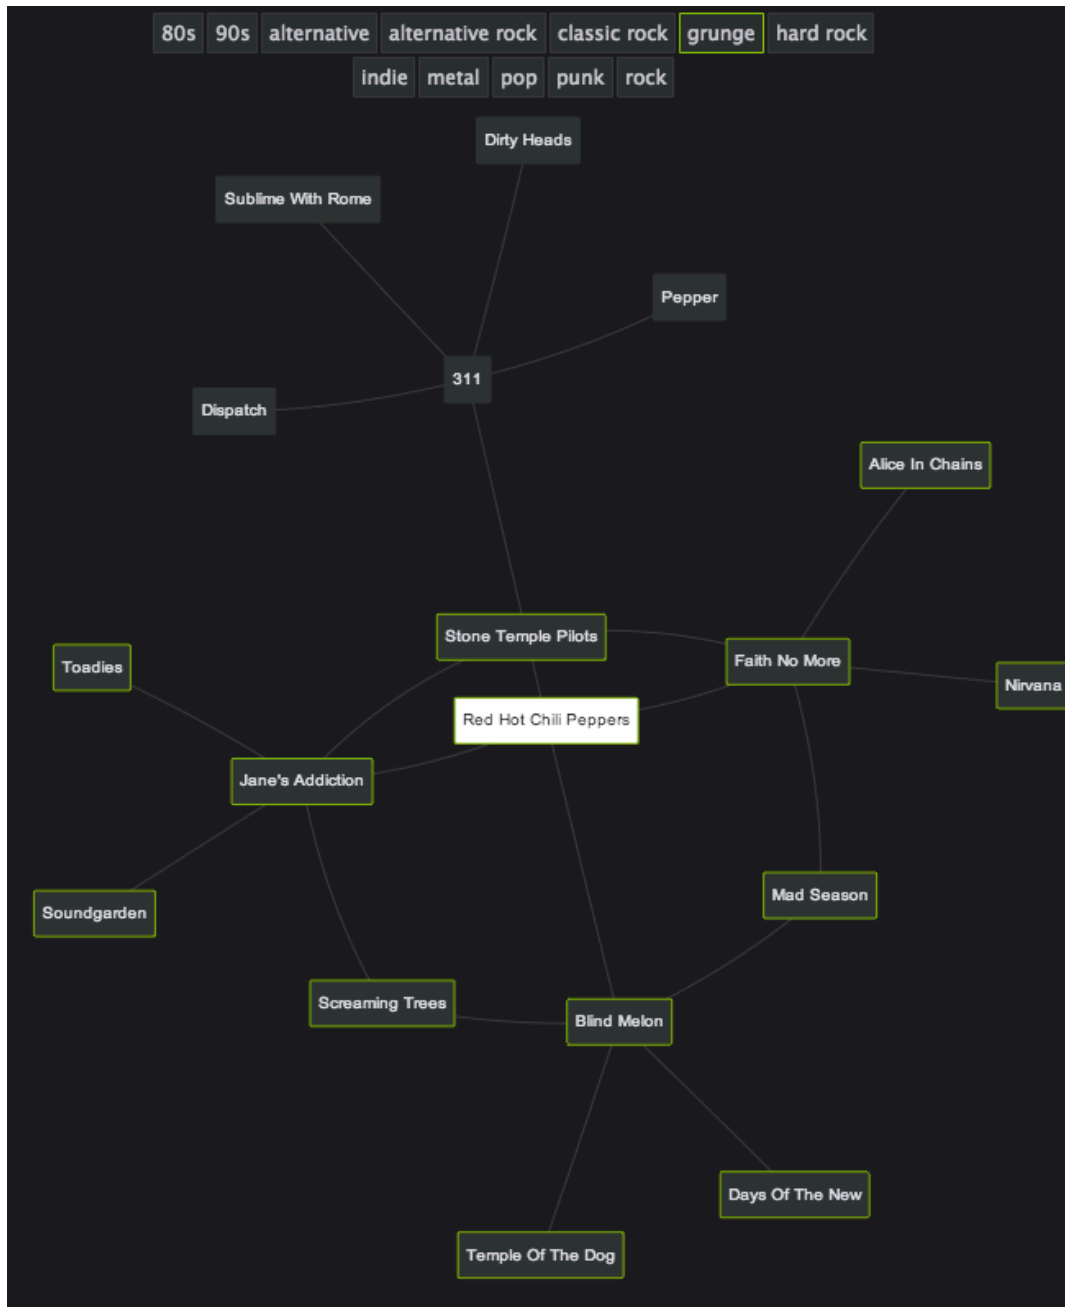 80s 90s alternative alternative rock classic rock grunge hard rock
indie metal pop punk rock
Dirty Heads
Sublime With Rome
Pepper
311
Dispatch
Alice In Chains
Stone Temple Pilots
Faith No More
Toadies
Nirvana
Red Hot Chili Peppers
Jane's Addiction
Mad Season
Soundgarden
Screaming Trees
Blind Melon
Days Of The New
Temple Of The Dog